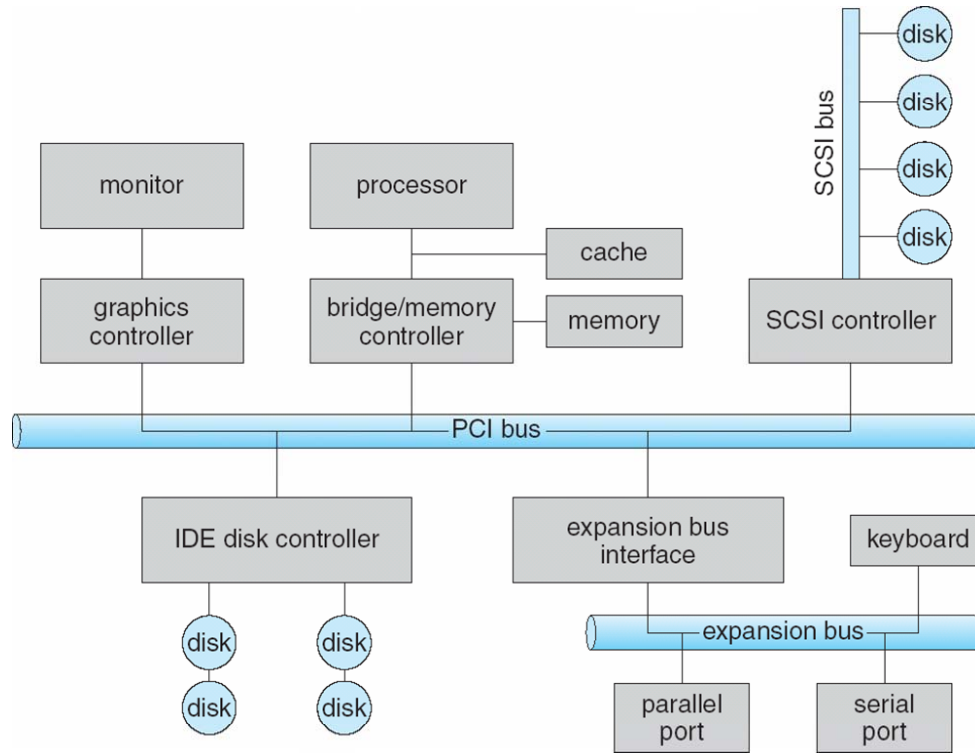 disk
disk
disk
disk
SCSI bus
monitor
processor
cache
graphics
controller
bridge/memory
controller
memory
SCSI controller
PCI bus
IDE disk controller
expansion bus
interface
keyboard
disk
disk
disk
disk
expansion bus
parallel
port
serial
port